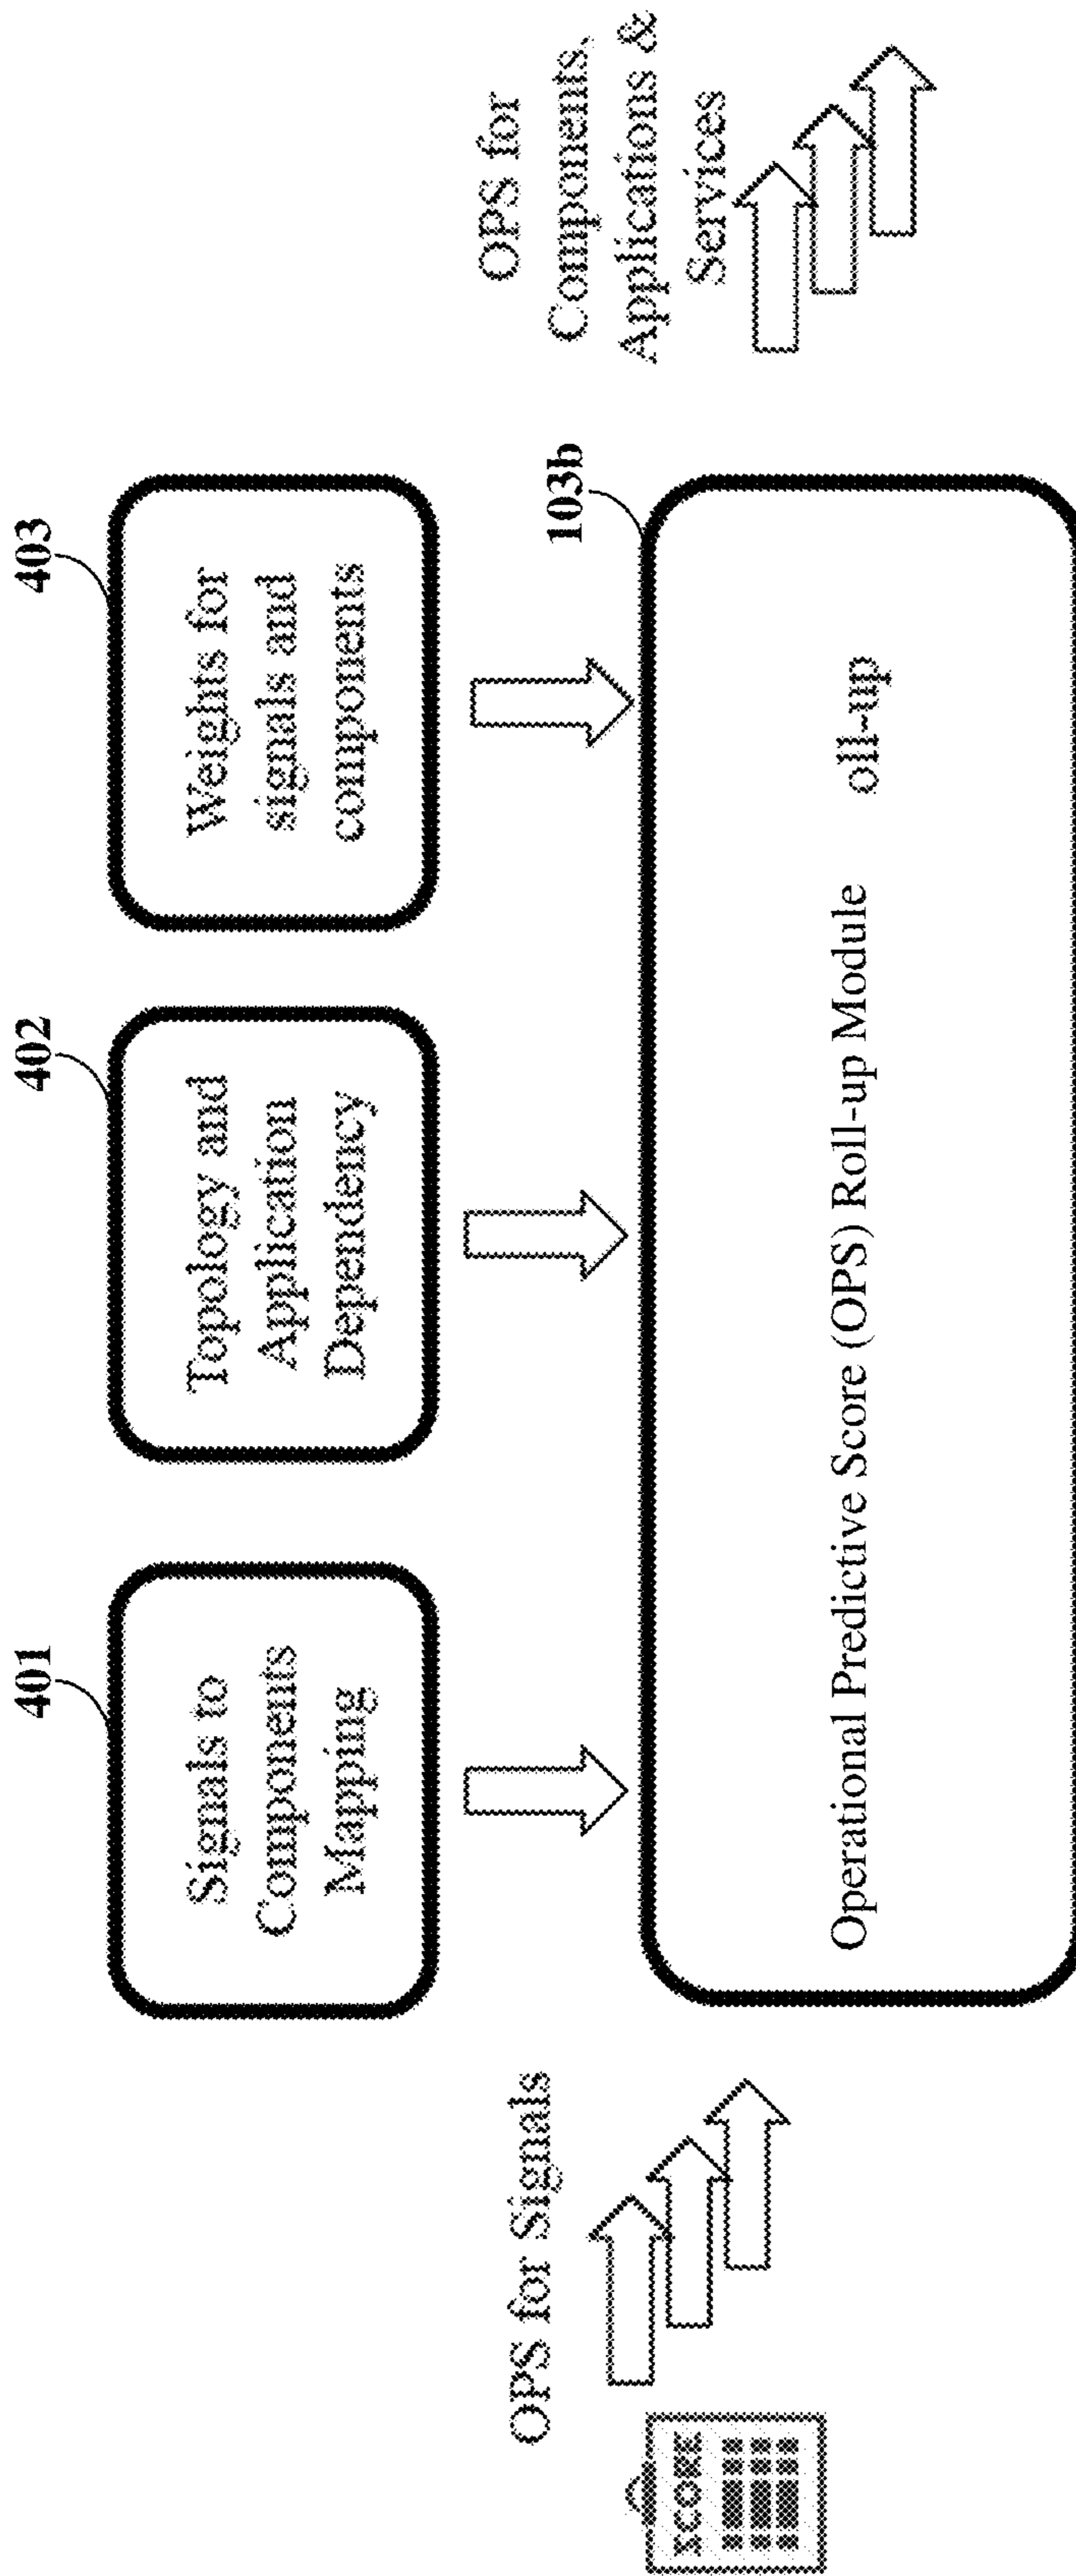 401
Signals to
Components
Mapping
402
Topology and
Application
Dependency
403
Weights for
signals and
components
OPS for Signals
SCORE
103b
Operational Predictive Score (OPS) Roll-up Module
oll-up
OPS for
Components,
Applications &
Services